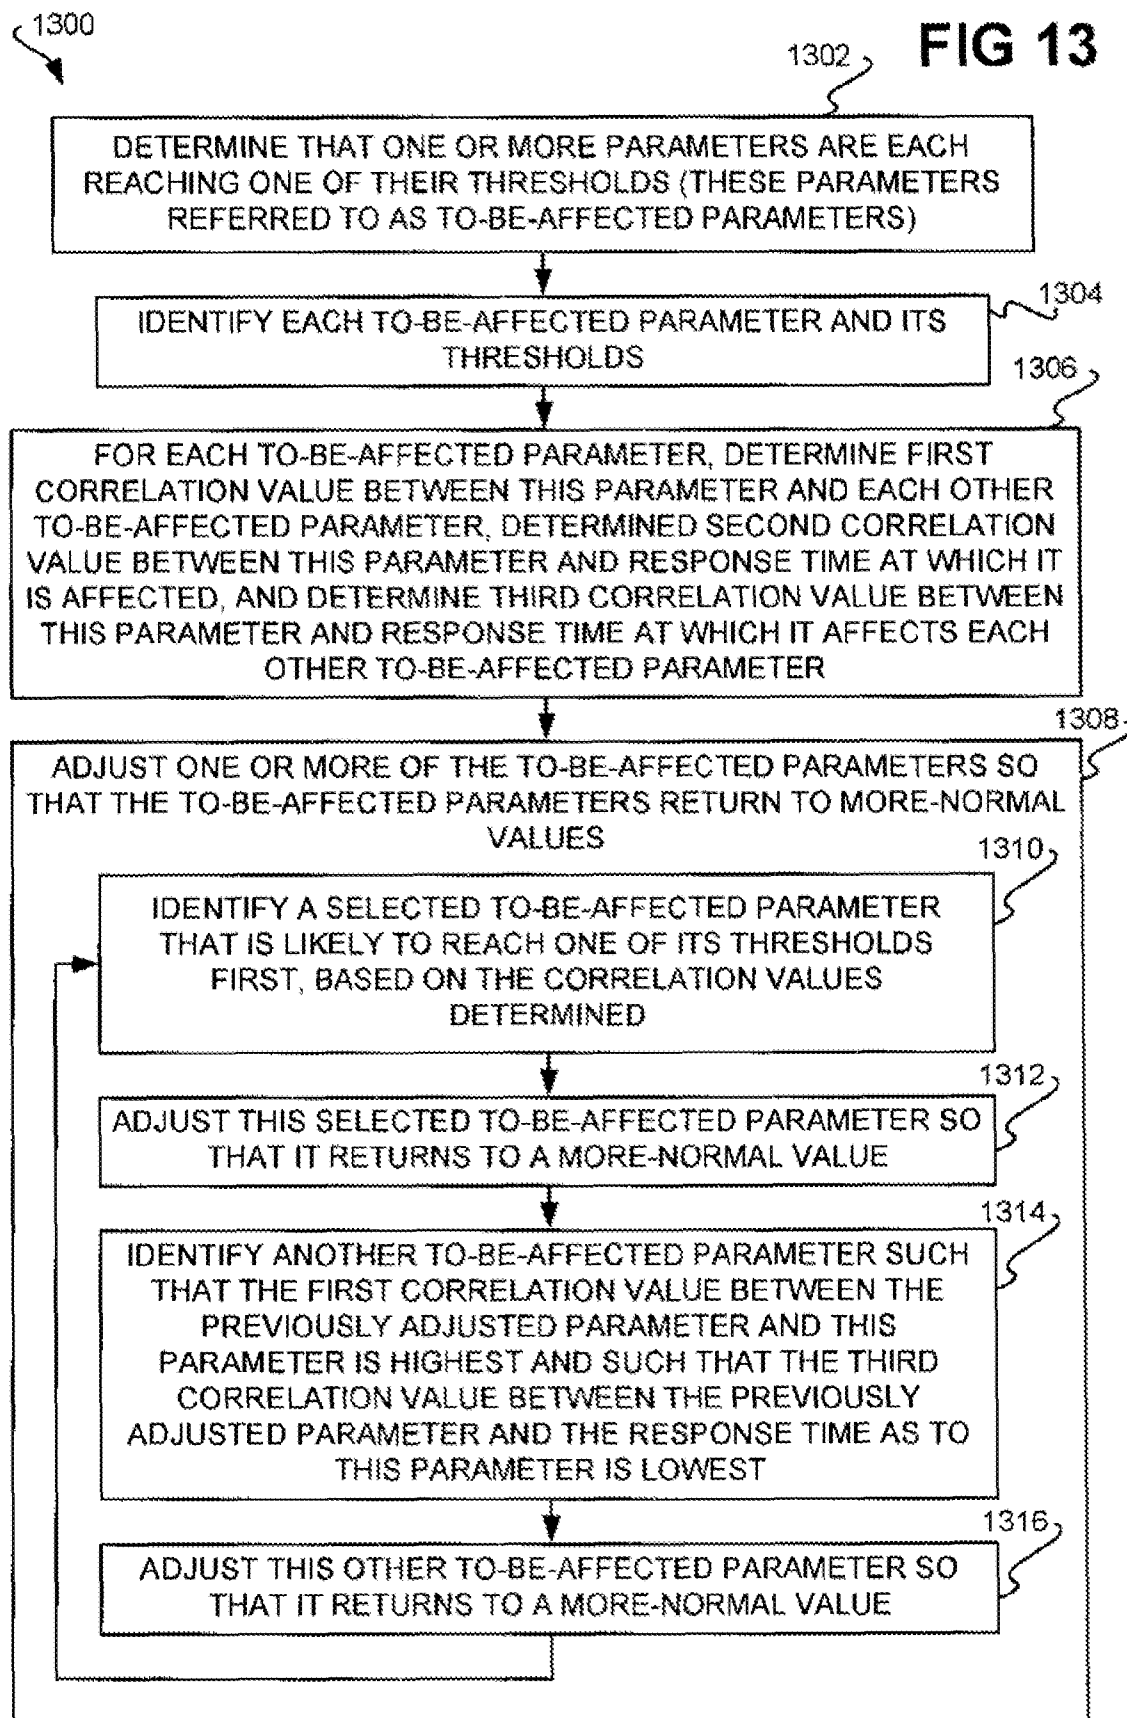 1300
FIG 13
1302
DETERMINE THAT ONE OR MORE PARAMETERS ARE EACH
REACHING ONE OF THEIR THRESHOLDS (THESE PARAMETERS
REFERRED TO AS TO-BE-AFFECTED PARAMETERS)
1304
IDENTIFY EACH TO-BE-AFFECTED PARAMETER AND ITS
THRESHOLDS
1306
FOR EACH TO-BE-AFFECTED PARAMETER, DETERMINE FIRST
CORRELATION VALUE BETWEEN THIS PARAMETER AND EACH OTHER
TO-BE-AFFECTED PARAMETER, DETERMINED SECOND CORRELATION
VALUE BETWEEN THIS PARAMETER AND RESPONSE TIME AT WHICH IT
IS AFFECTED, AND DETERMINE THIRD CORRELATION VALUE BETWEEN
THIS PARAMETER AND RESPONSE TIME AT WHICH IT AFFECTS EACH
OTHER TO-BE-AFFECTED PARAMETER
1308
ADJUST ONE OR MORE OF THE TO-BE-AFFECTED PARAMETERS SO
THAT THE TO-BE-AFFECTED PARAMETERS RETURN TO MORE-NORMAL
VALUES
1310
IDENTIFY A SELECTED TO-BE-AFFECTED PARAMETER
THAT IS LIKELY TO REACH ONE OF ITS THRESHOLDS
FIRST, BASED ON THE CORRELATION VALUES
DETERMINED
1312
ADJUST THIS SELECTED TO-BE-AFFECTED PARAMETER SO
THAT IT RETURNS TO A MORE-NORMAL VALUE
1314
IDENTIFY ANOTHER TO-BE-AFFECTED PARAMETER SUCH
THAT THE FIRST CORRELATION VALUE BETWEEN THE
PREVIOUSLY ADJUSTED PARAMETER AND THIS
PARAMETER IS HIGHEST AND SUCH THAT THE THIRD
CORRELATION VALUE BETWEEN THE PREVIOUSLY
ADJUSTED PARAMETER AND THE RESPONSE TIME AS TO
THIS PARAMETER IS LOWEST
1316
ADJUST THIS OTHER TO-BE-AFFECTED PARAMETER SO
THAT IT RETURNS TO A MORE-NORMAL VALUE